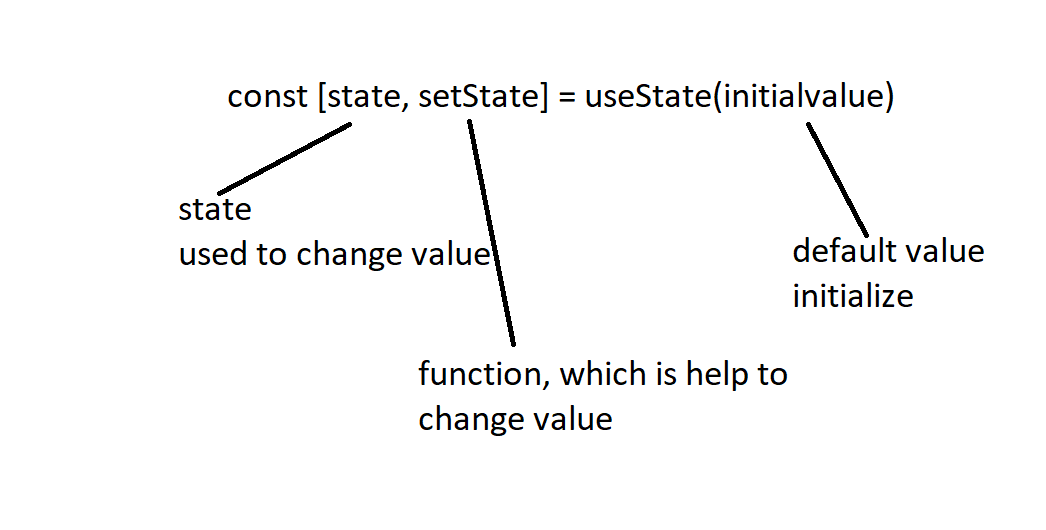 const [state, setState] = useState(initialvalue)
state
used to change value
default value
initialize
function, which is help to
change value